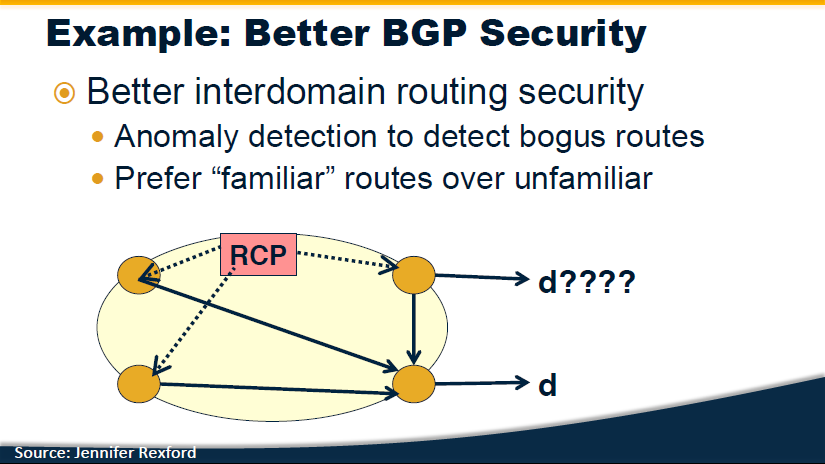 Example: Better BGP Security
Better interdomain routing security
Anomaly detection to detect bogus routes
Prefer “familiar” routes over unfamiliar
RCP
d????
d
Source: Jennifer Rexford